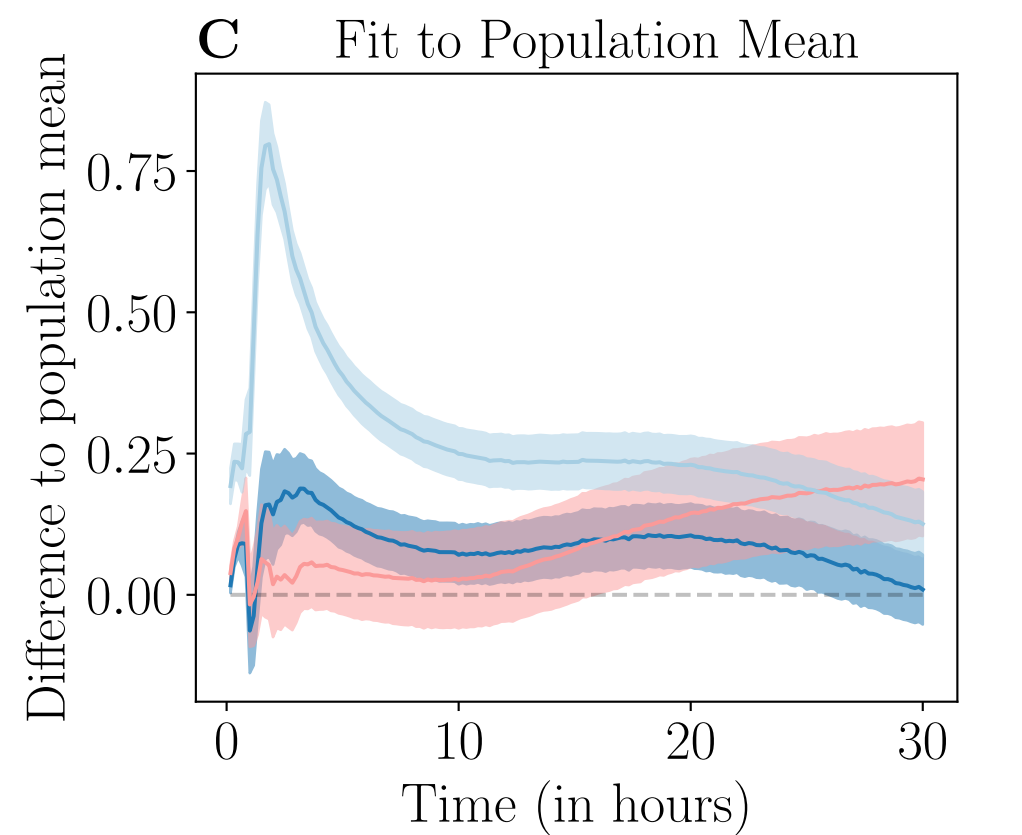 C Fit to Population Mean
Difference to population mean
0.75
0.50
0.25
0.00
0 10 20 30
Time (in hours)